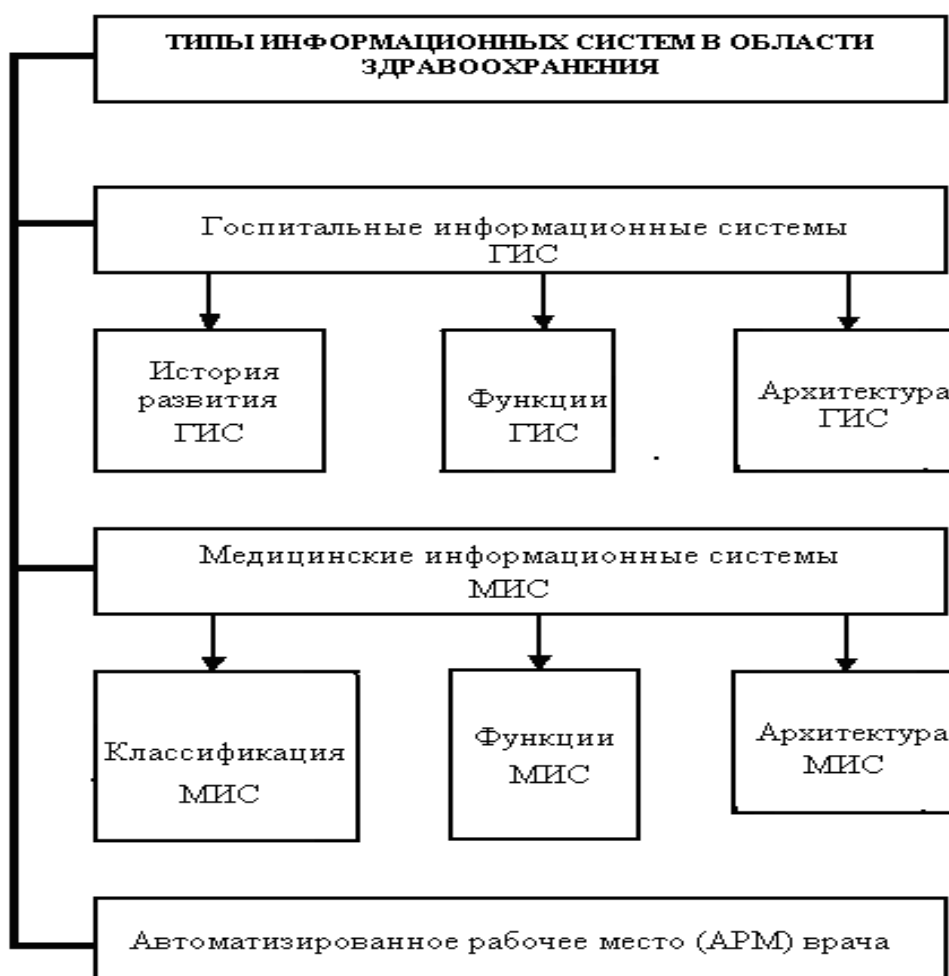 ТИПЫ ИНФОРМАЦИОННЫХ СИСТЕМ В ОБЛАСТИ
ЗДРАВООХРАНЕНИЯ
Госпитальные информационные системы
ГИС
История
развития
ГИС
Функции
ГИС
Архитектура
ГИС
Медицинские информационные системы
МИС
Классификация
МИС
Функции
МИС
Архитектура
МИС
Автоматизированное рабочее место (АРМ) врача